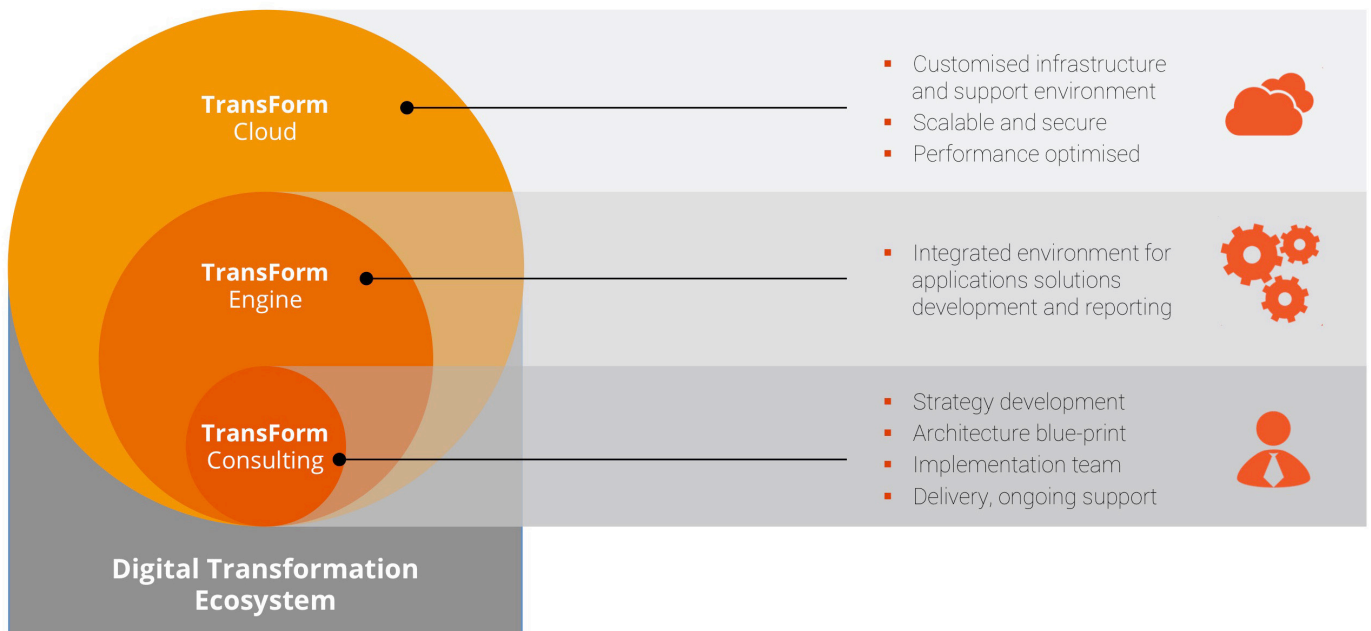 TransForm
Cloud
▪ Customised infrastructure
and support environment
▪ Scalable and secure
▪ Performance optimised
TransForm
Engine
▪ Integrated environment for
applications solutions
development and reporting
TransForm
Consulting
▪ Strategy development
▪ Architecture blue-print
▪ Implementation team
▪ Delivery, ongoing support
Digital Transformation
Ecosystem